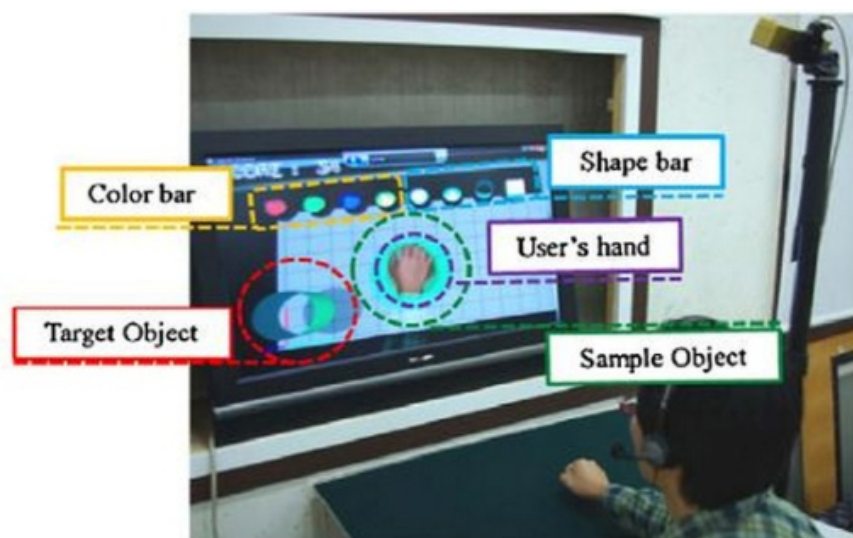 Color bar
Shape bar
User's hand
Target Object
Sample Object